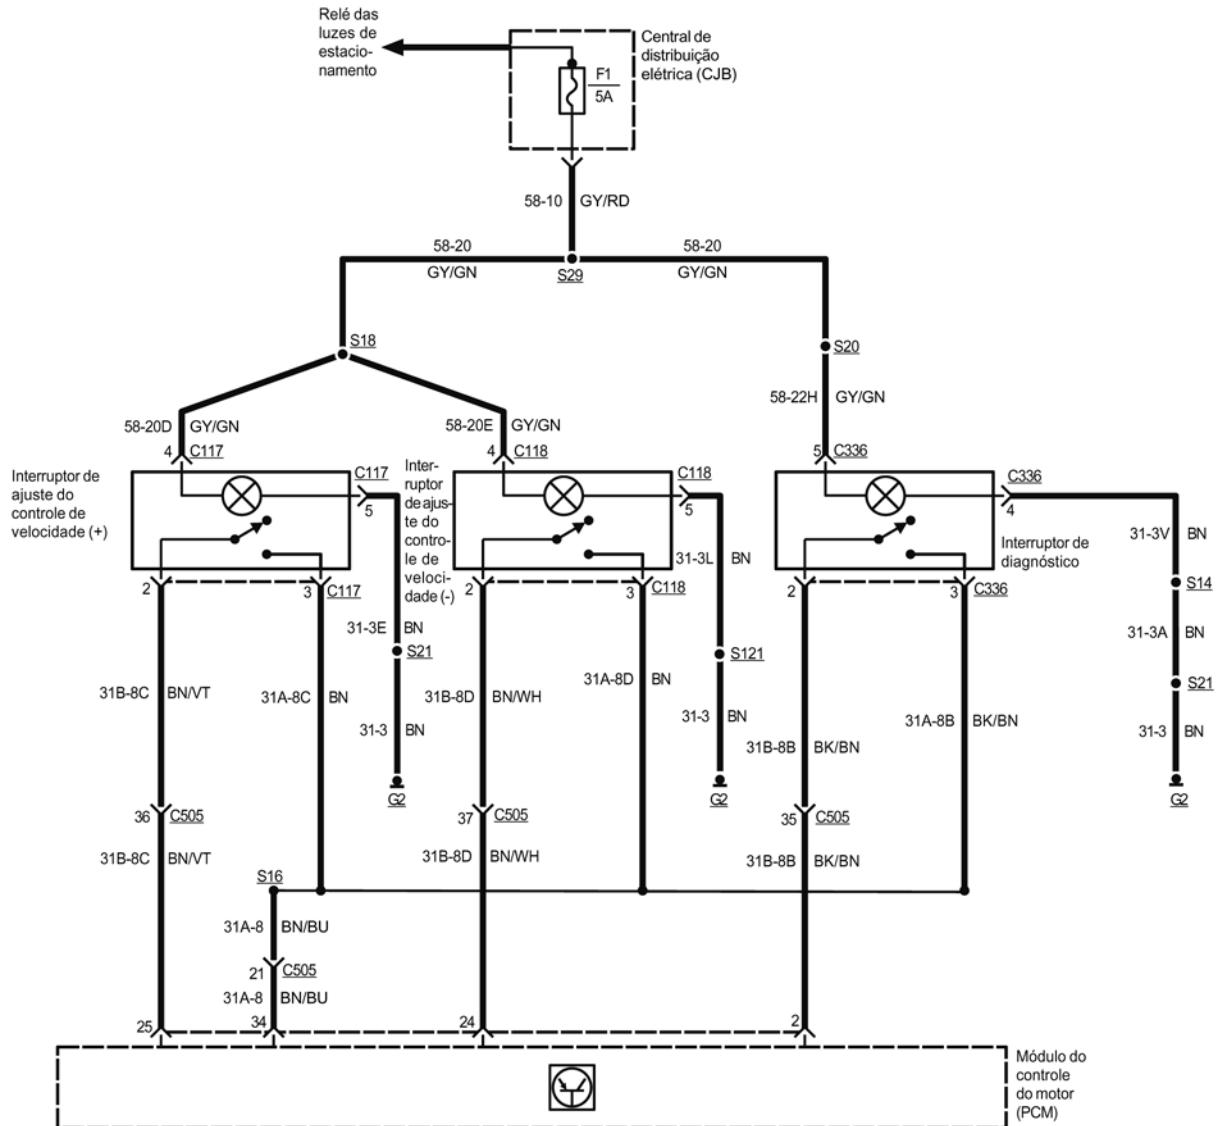 Relé das
luzes de
estacio-
namento
Central de
distribuição
elétrica (CJB)
F1
5A
58-10 GY/RD
58-20
GY/GN
58-20
GY/GN
S29
S18
S20
58-20D GY/GN
58-20E GY/GN
58-22H GY/GN
4 C117
4 C118
5 C336
Interruptor de
ajuste do
controle de
velocidade (+)
C117
5
Inter-
ruptor
de ajus-
te do
contro-
le de
veloci-
dade (-)
C118
5
C336
4
Interruptor de
diagnóstico
2
3 C117
2
3 C118
2
3 C336
31-3E BN
S21
31-3 BN
G2
31-3L BN
S121
31-3 BN
G2
31-3V BN
S14
31-3A BN
S21
31-3 BN
G2
31B-8C BN/VT
31A-8C BN
31B-8D BN/WH
31A-8D BN
31B-8B BK/BN
31A-8B BK/BN
36 C505
37 C505
35 C505
31B-8C BN/VT
31B-8D BN/WH
31B-8B BK/BN
S16
31A-8 BN/BU
21 C505
31A-8 BN/BU
25
34
24
2
Módulo do
controle
do motor
(PCM)